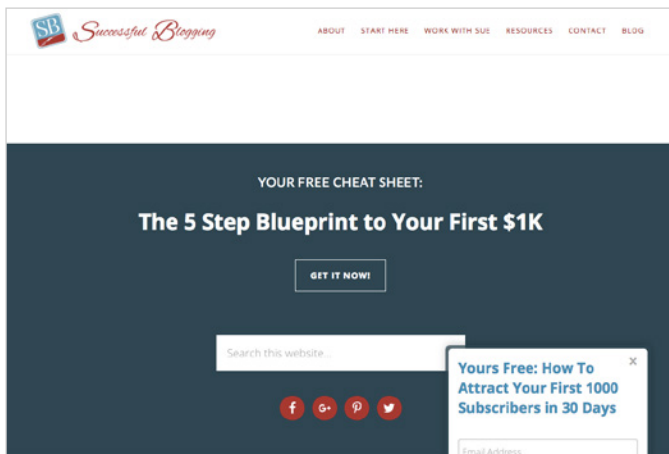 SB Successful Blogging
ABOUT START HERE WORK WITH SUE RESOURCES CONTACT BLOG
YOUR FREE CHEAT SHEET:
The 5 Step Blueprint to Your First $1K
GET IT NOW!
Search this website...
f G+
Yours Free: How To
Attract Your First 1000
Subscribers in 30 Days
x
Email Address